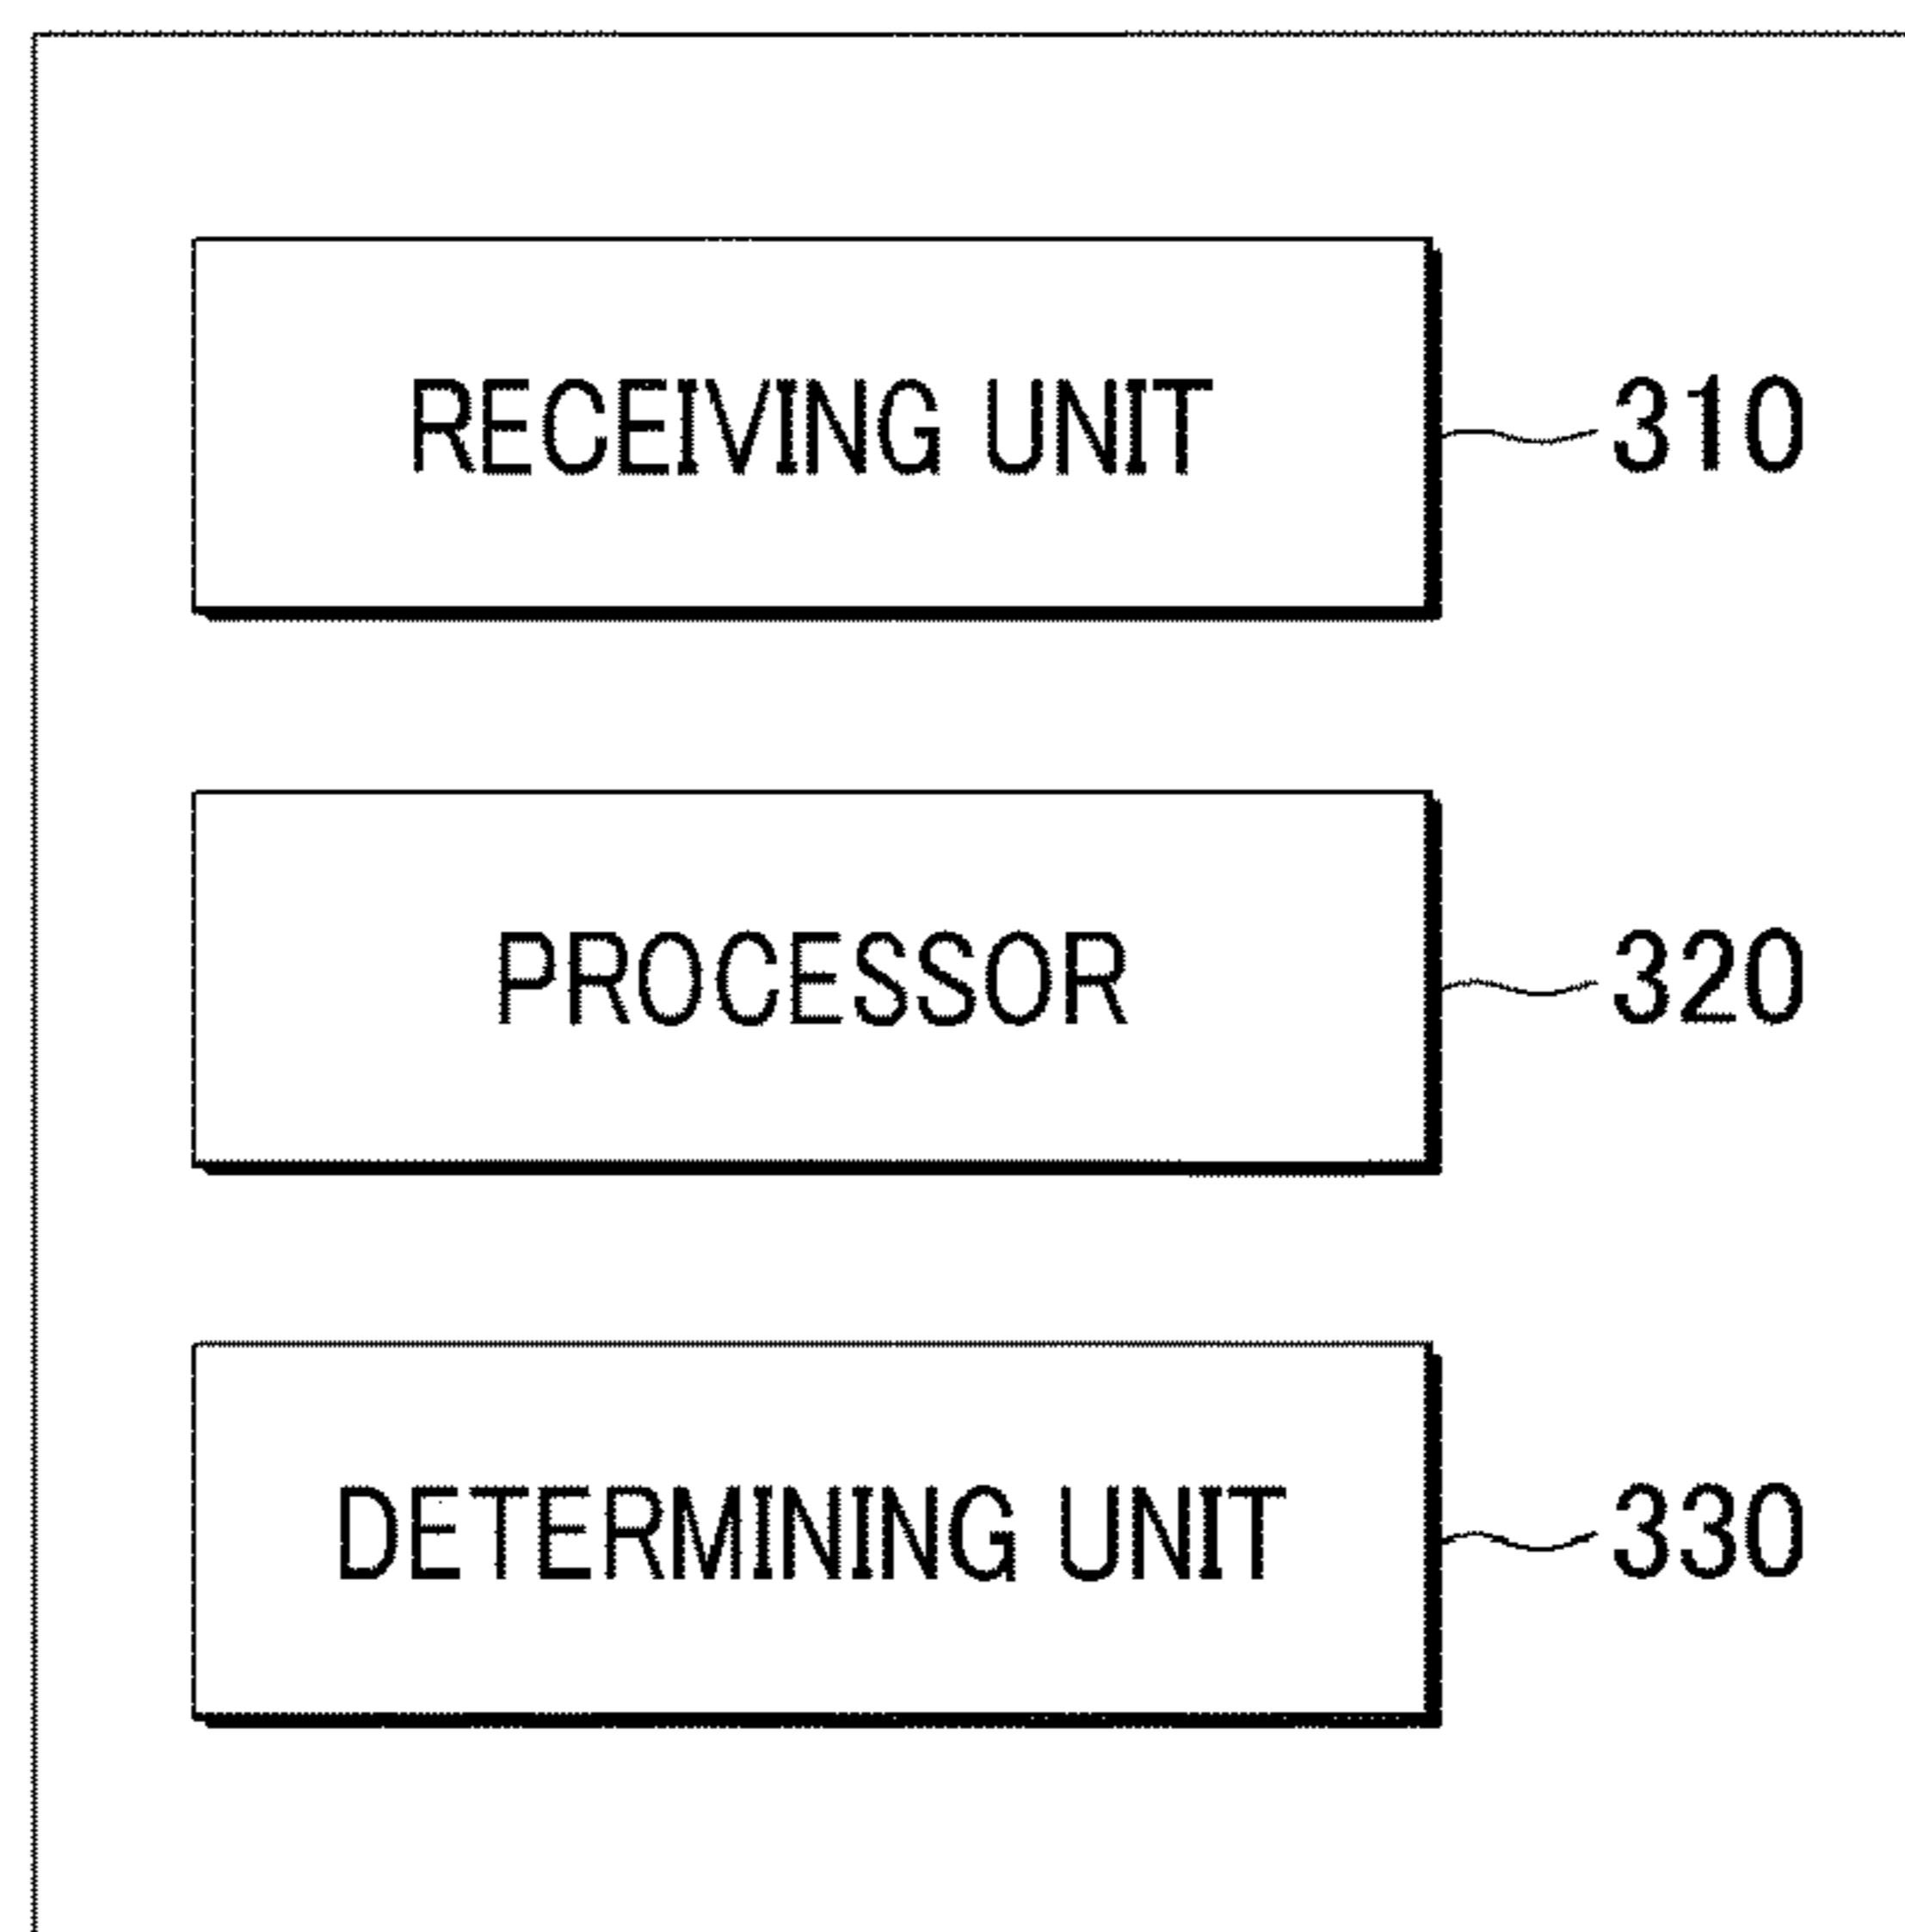 RECEIVING UNIT 310
PROCESSOR 320
DETERMINING UNIT 330